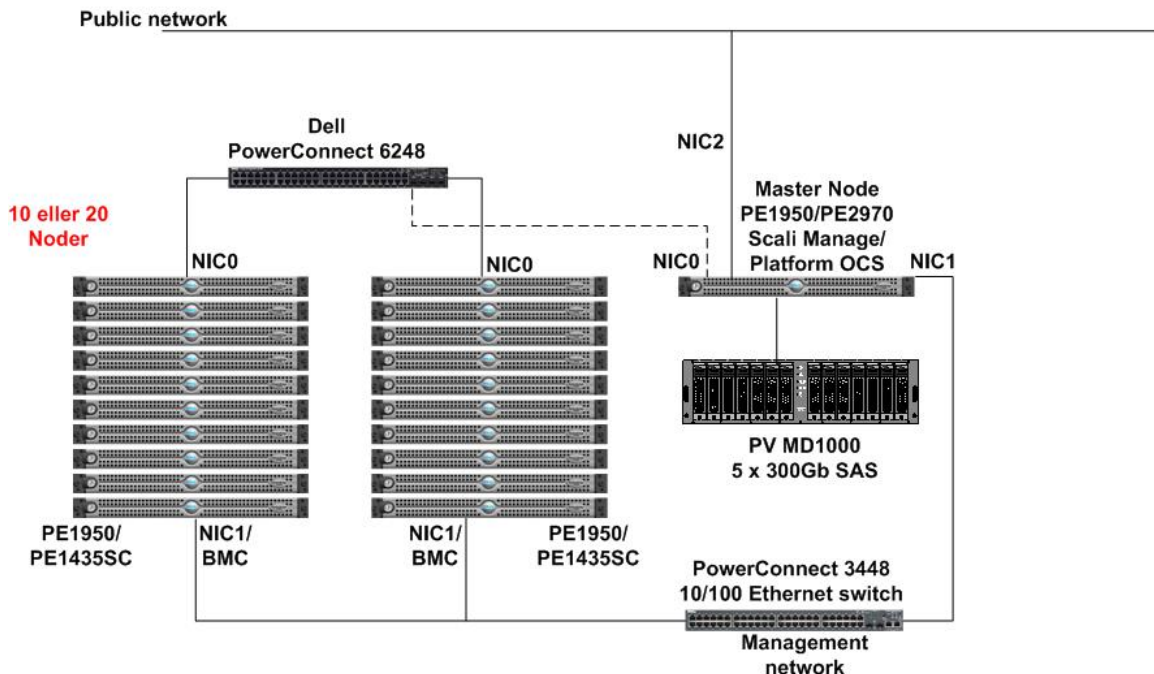 Public network
Dell
PowerConnect 6248
NIC2
10 eller 20
Noder
Master Node
PE1950/PE2970
Scali Manage/
Platform OCS
NIC0
NIC0
NIC0
NIC1
PV MD1000
5 x 300Gb SAS
PE1950/
PE1435SC
NIC1/
BMC
NIC1/
BMC
PE1950/
PE1435SC
PowerConnect 3448
10/100 Ethernet switch
Management
network